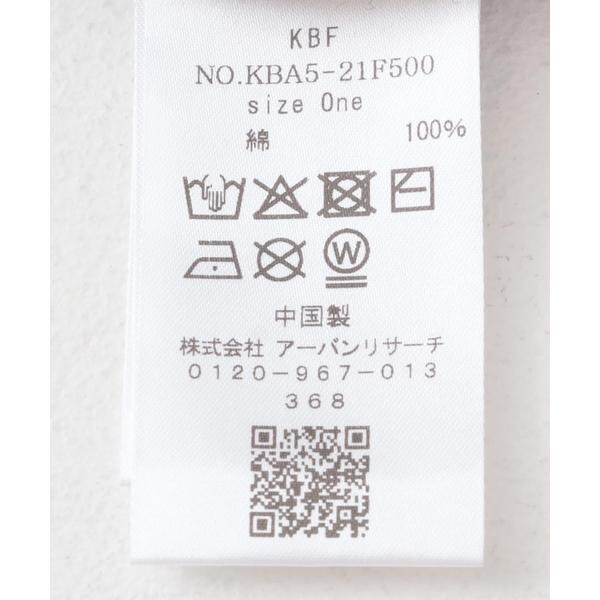 KBF
NO.KBA5-21F500
size One
綿 100%
W
中国製
株式会社 アーバンリサーチ
0120-967-013
368